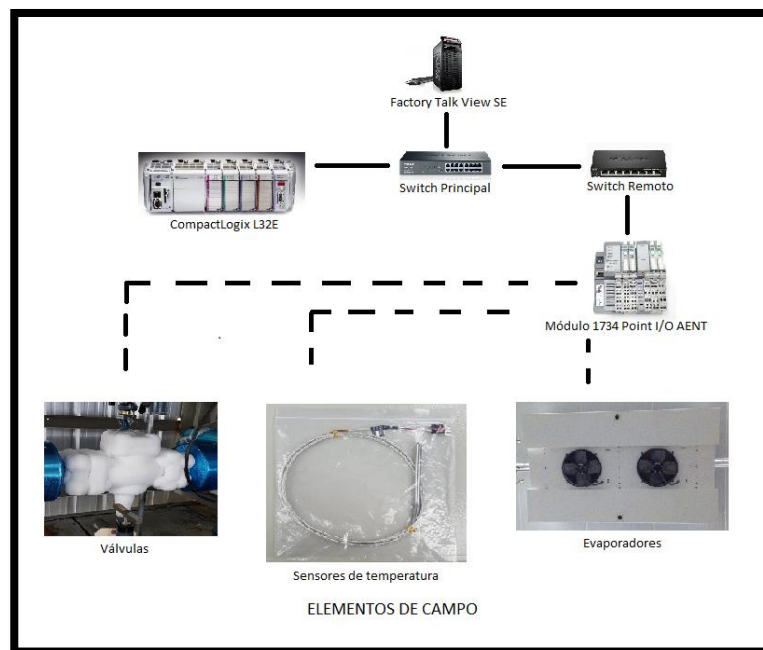 Factory Talk View SE
Switch Principal
Switch Remoto
CompactLogix L32E
Módulo 1734 Point I/O AENT
Válvulas
Sensores de temperatura
Evaporadores
ELEMENTOS DE CAMPO